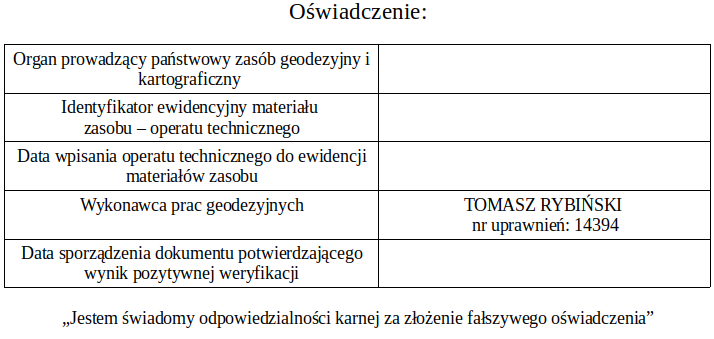 Oświadczenie:
Organ prowadzący państwowy zasób geodezyjny i
kartograficzny
Identyfikator ewidencyjny materiału
zasobu – operatu technicznego
Data wpisania operatu technicznego do ewidencji
materiałów zasobu
Wykonawca prac geodezyjnych
TOMASZ RYBIŃSKI
nr uprawnień: 14394
Data sporządzenia dokumentu potwierdzającego
wynik pozytywnej weryfikacji
„Jestem świadomy odpowiedzialności karnej za złożenie fałszywego oświadczenia”